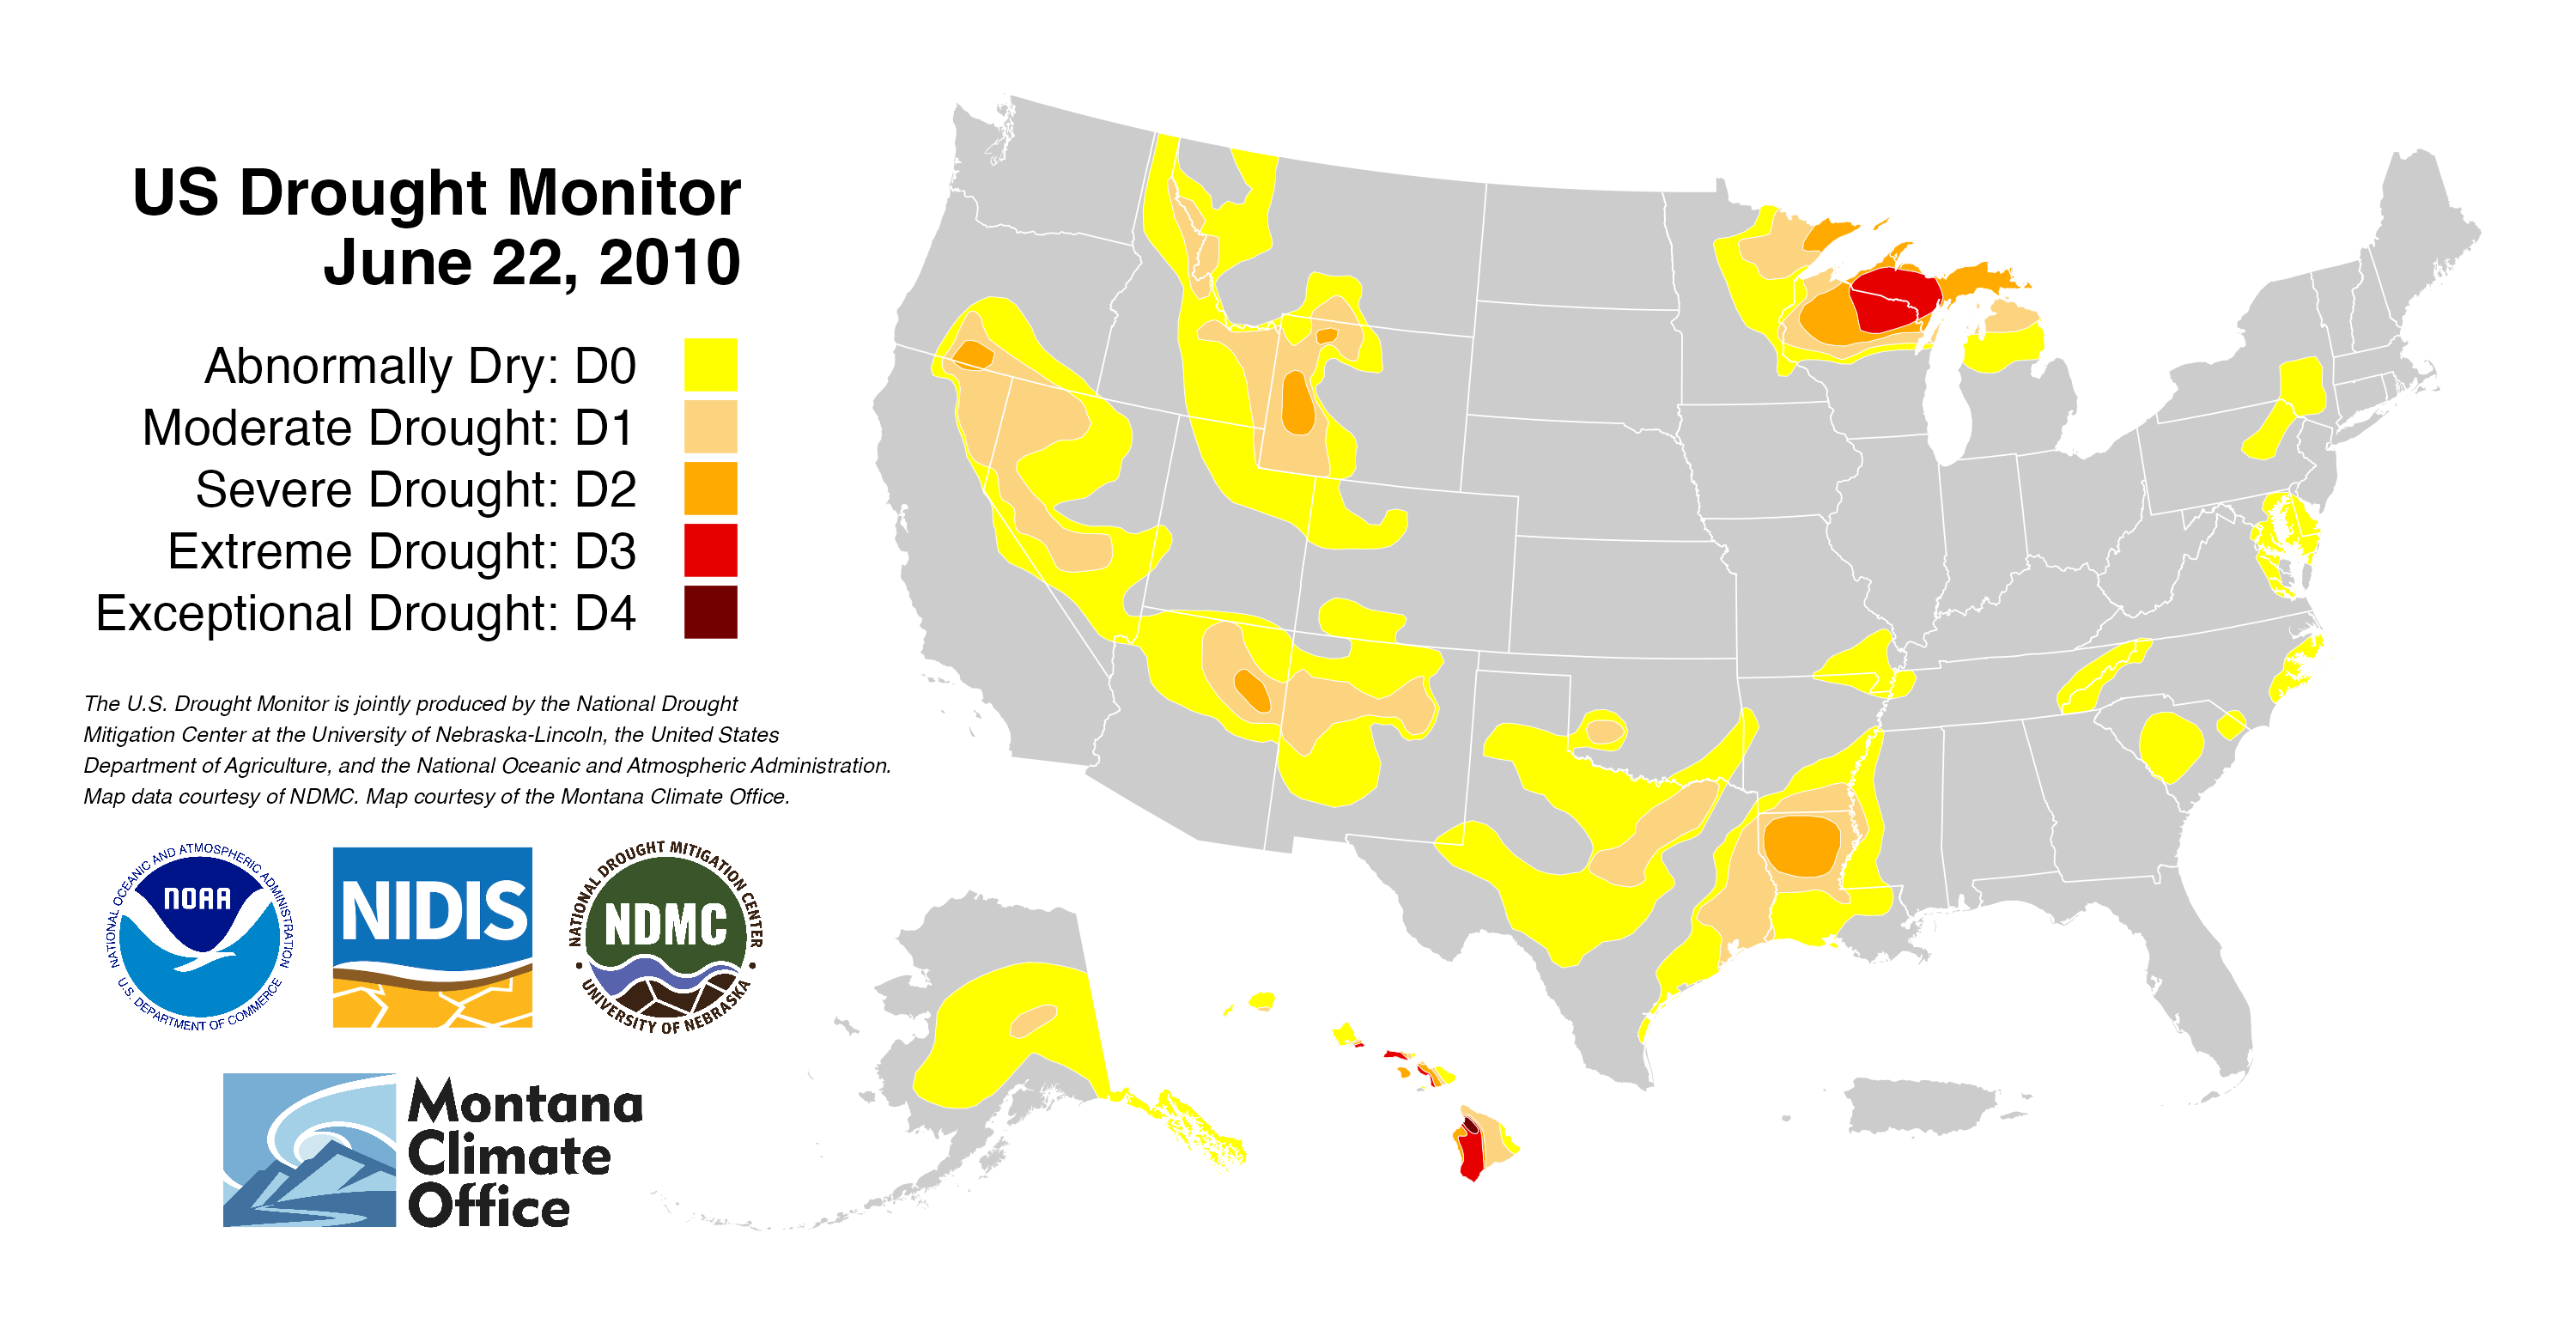 US Drought Monitor
June 22, 2010
Abnormally Dry: D0
Moderate Drought: D1
Severe Drought: D2
Extreme Drought: D3
Exceptional Drought: D4
The U.S. Drought Monitor is jointly produced by the National Drought
Mitigation Center at the University of Nebraska-Lincoln, the United States
Department of Agriculture, and the National Oceanic and Atmospheric Administration.
Map data courtesy of NDMC. Map courtesy of the Montana Climate Office.
NATIONAL OCEANIC AND ATMOSPHERIC ADMINISTRATION
NOAA
U.S. DEPARTMENT OF COMMERCE
NIDIS
NATIONAL DROUGHT MITIGATION CENTER
NDMC
UNIVERSITY OF NEBRASKA
Montana
Climate
Office